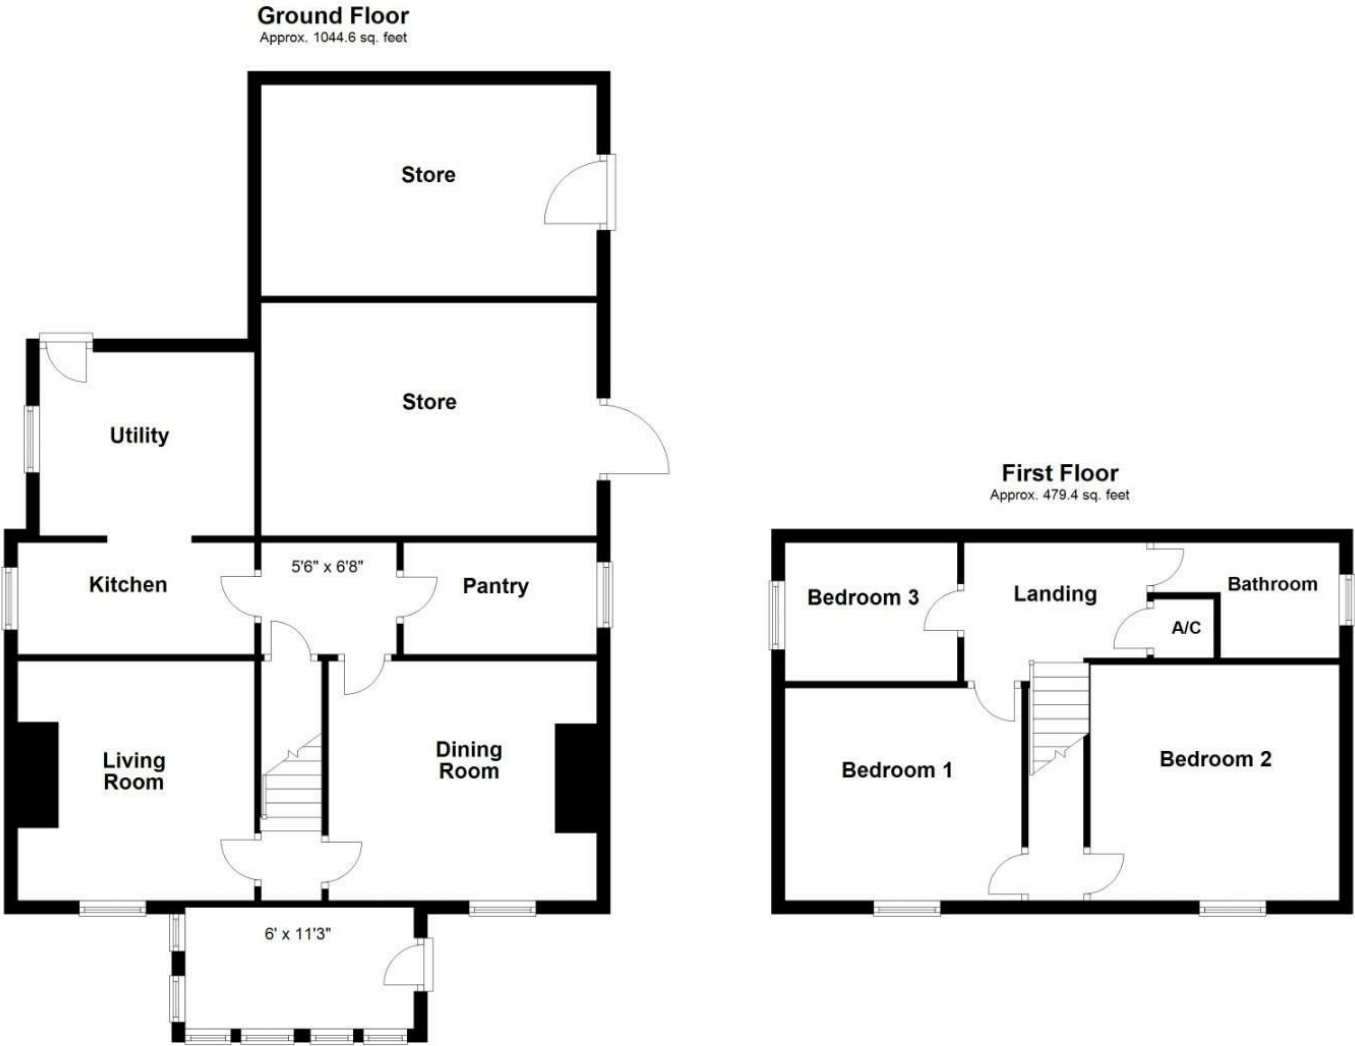 Ground Floor
Approx. 1044.6 sq. feet
Store
Store
Utility
Kitchen
5'6" x 6'8"
Pantry
Living
Room
Dining
Room
6' x 11'3"
First Floor
Approx. 479.4 sq. feet
Bedroom 3
Landing
Bathroom
A/C
Bedroom 1
Bedroom 2